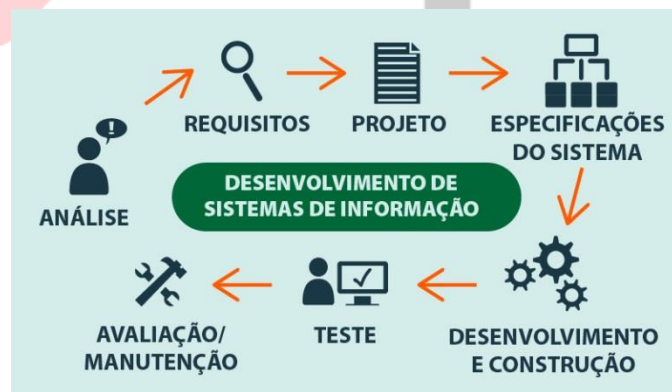 REQUISITOS
PROJETO
ESPECIFICAÇÕES
DO SISTEMA
ANÁLISE
DESENVOLVIMENTO DE
SISTEMAS DE INFORMAÇÃO
AVALIAÇÃO/
MANUTENÇÃO
TESTE
DESENVOLVIMENTO
E CONSTRUÇÃO